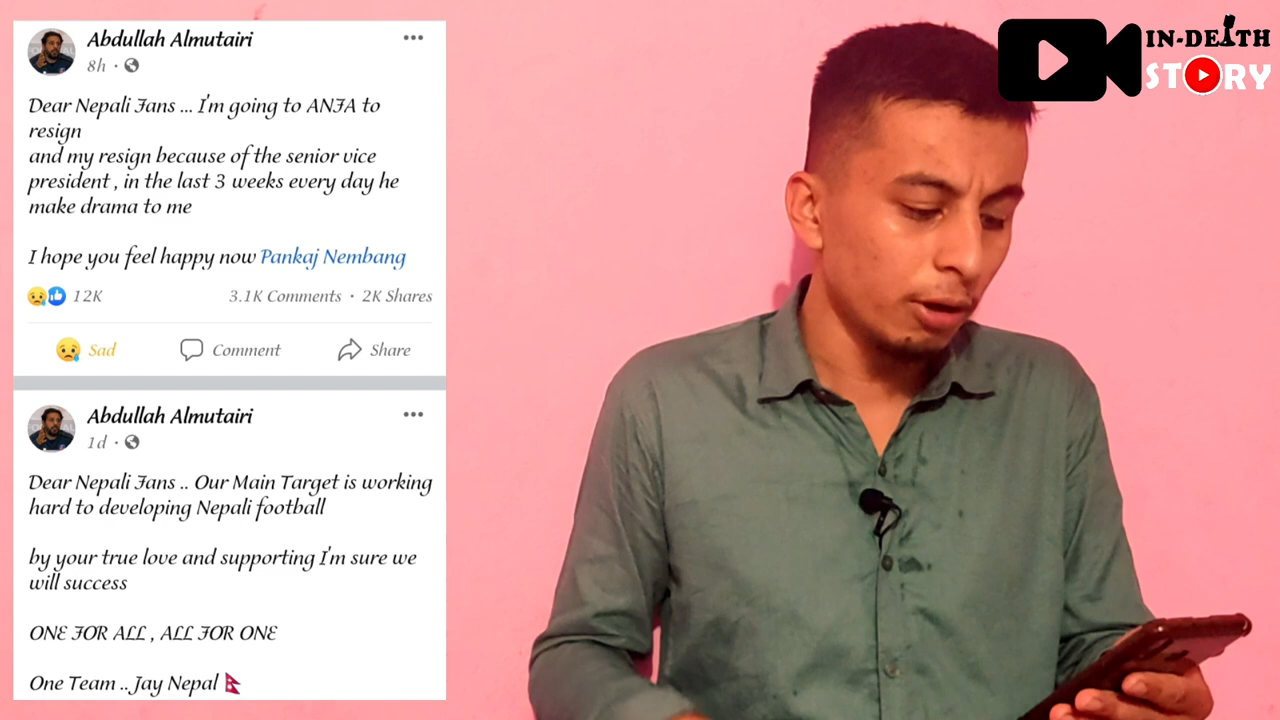 Abdullah Almutairi
8h ·
Dear Nepali Fans ... I'm going to ANFA to
resign
and my resign because of the senior vice
president , in the last 3 weeks every day he
make drama to me
I hope you feel happy now Pankaj Nembang
12K 3.1K Comments · 2K Shares
Sad Comment Share
Abdullah Almutairi
1d ·
Dear Nepali Fans .. Our Main Target is working
hard to developing Nepali football
by your true love and supporting I'm sure we
will success
ONE FOR ALL , ALL FOR ONE
One Team .. Jay Nepal 🇳🇵
IN-DEPTH
STORY